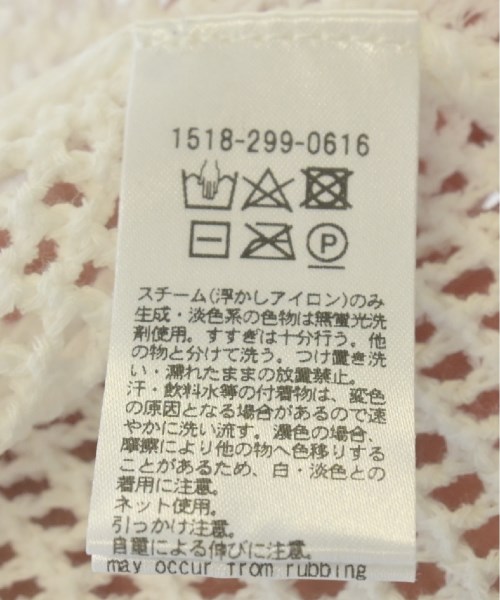 1518-299-0616
P
スチーム(浮かしアイロン)のみ
生成・淡色系の色物は無蛍光洗
剤使用。すすぎは十分行う。他
の物と分けて洗う。つけ置き洗
い・濡れたままの放置禁止。
汗・飲料水等の付着物は、変色
の原因となる場合があるので速
やかに洗い流す。濃色の場合、
摩擦により他の物へ色移りする
ことがあるため、白・淡色との
着用に注意。
ネット使用。
引っかけ注意。
自重による伸びに注意。
may occur from rubbing